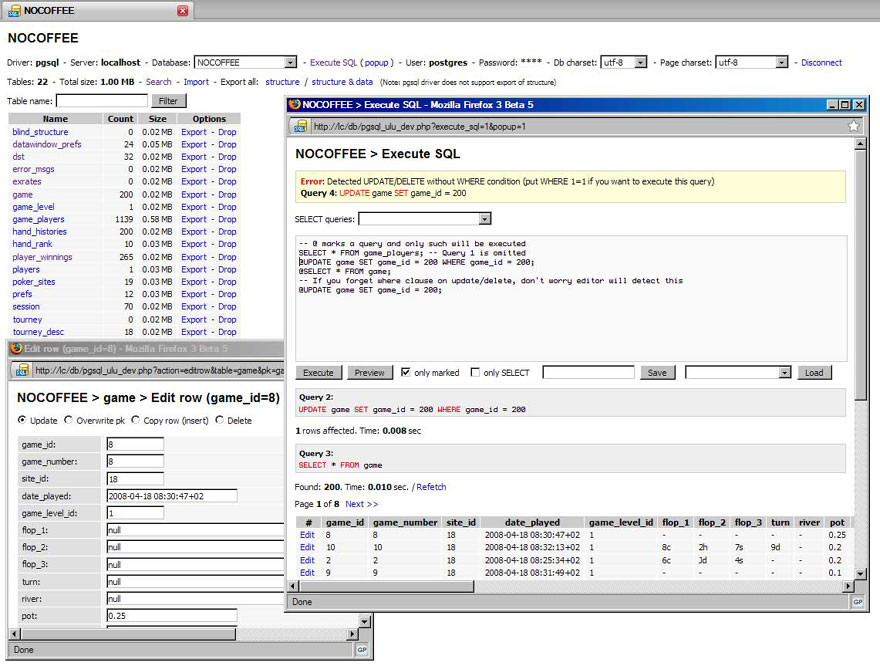 NOCOFFEE
NOCOFFEE
Driver: pgsql - Server: localhost - Database: NOCOFFEE - Execute SQL ( popup ) - User: postgres - Password: **** - Db charset: utf-8 - Page charset: utf-8 - Disconnect
Tables: 22 - Total size: 1.00 MB - Search - Import - Export all: structure / structure & data (Note: pgsql driver does not support export of structure)
Table name: Filter
Name Count Size Options
blind_structure 0 0.02 MB Export - Drop
datawindow_prefs 24 0.05 MB Export - Drop
dst 32 0.02 MB Export - Drop
error_msgs 0 0.02 MB Export - Drop
exrates 0 0.02 MB Export - Drop
game 200 0.02 MB Export - Drop
game_level 1 0.02 MB Export - Drop
game_players 1139 0.58 MB Export - Drop
hand_histories 200 0.02 MB Export - Drop
hand_rank 10 0.03 MB Export - Drop
player_winnings 265 0.02 MB Export - Drop
players 1 0.03 MB Export - Drop
poker_sites 19 0.03 MB Export - Drop
prefs 12 0.03 MB Export - Drop
session 70 0.02 MB Export - Drop
tourney 0 0.02 MB Export - Drop
tourney_desc 18 0.02 MB Export - Drop
NOCOFFEE > Execute SQL - Mozilla Firefox 3 Beta 5
http://lc/db/pgsql_ulu_dev.php?execute_sql=1&popup=1
NOCOFFEE > Execute SQL
Error: Detected UPDATE/DELETE without WHERE condition (put WHERE 1=1 if you want to execute this query)
Query 4: UPDATE game SET game_id = 200
SELECT queries:
-- @ marks a query and only such will be executed
SELECT * FROM game_players; -- Query 1 is omitted
@UPDATE game SET game_id = 200 WHERE game_id = 200;
@SELECT * FROM game;
-- If you forget where clause on update/delete, don't worry editor will detect this
@UPDATE game SET game_id = 200;
Execute Preview only marked only SELECT Save Load
Query 2:
UPDATE game SET game_id = 200 WHERE game_id = 200
1 rows affected. Time: 0.008 sec
Query 3:
SELECT * FROM game
Found: 200. Time: 0.010 sec. / Refetch
Page 1 of 8 Next >>
# game_id game_number site_id date_played game_level_id flop_1 flop_2 flop_3 turn river pot
Edit 8 8 18 2008-04-18 08:30:47+02 1 - - - - - 0.25
Edit 10 10 18 2008-04-18 08:32:13+02 1 8c 2h 7s 9d - 0.2
Edit 2 2 18 2008-04-18 08:25:34+02 1 6c Jd 4s - - 0.2
Edit 9 9 18 2008-04-18 08:31:49+02 1 - - - - - 0.1
Done
GP
Edit row (game_id=8) - Mozilla Firefox 3 Beta 5
http://lc/db/pgsql_ulu_dev.php?action=editrow&table=game&pk=ga
NOCOFFEE > game > Edit row (game_id=8)
Update Overwrite pk Copy row (insert) Delete
game_id: 8
game_number: 8
site_id: 18
date_played: 2008-04-18 08:30:47+02
game_level_id: 1
flop_1: null
flop_2: null
flop_3: null
turn: null
river: null
pot: 0.25
Done
GP